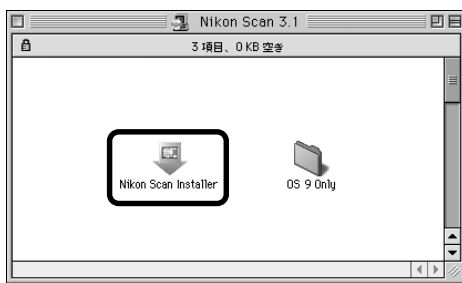 Nikon Scan 3.1
3 項目、0 KB 空き
Nikon Scan Installer
OS 9 Only